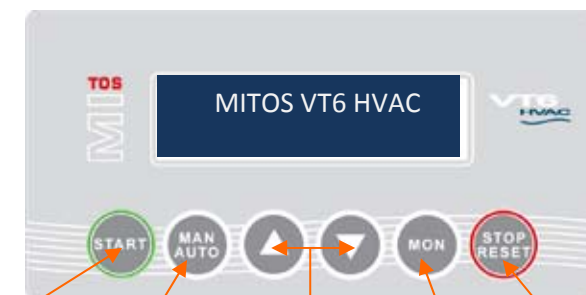 TOS
MI
MITOS VT6 HVAC
VT6
HVAC
START
MAN
AUTO
MON
STOP
RESET